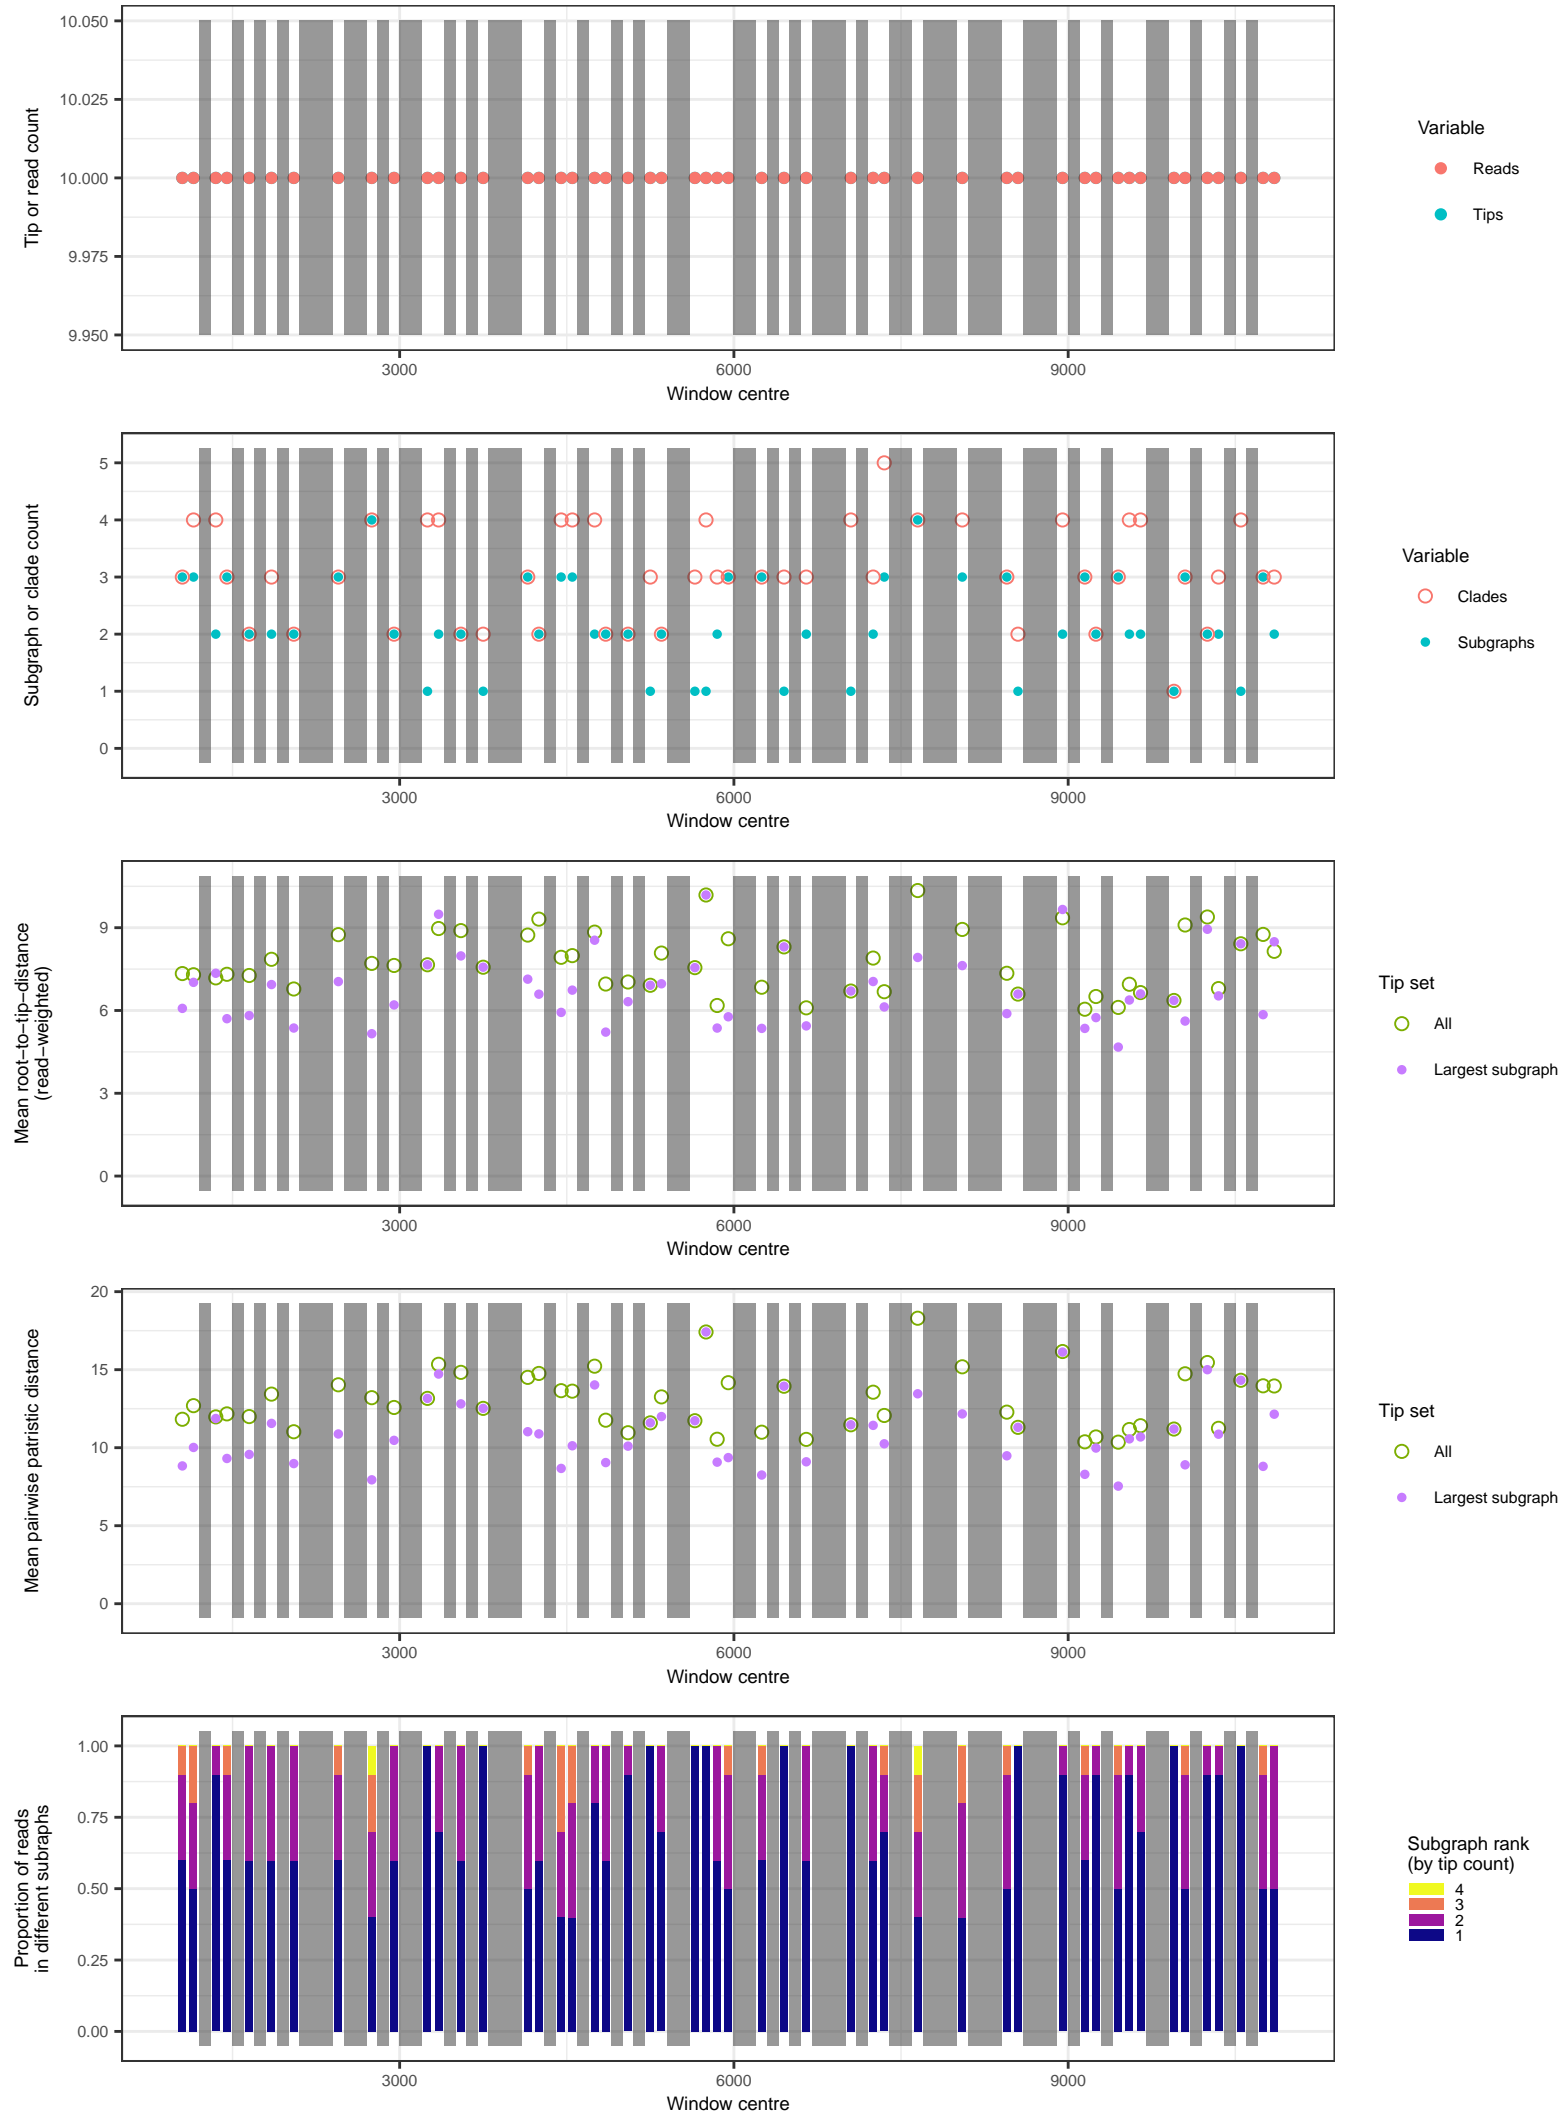 10.050
10.025
10.000
9.975
9.950
Tip or read count
3000
6000
9000
Window centre
Variable
Reads
Tips
5
4
3
2
1
0
Subgraph or clade count
3000
6000
9000
Window centre
Variable
Clades
Subgraphs
9
6
3
0
Mean root−to−tip−distance
(read−weighted)
3000
6000
9000
Window centre
Tip set
All
Largest subgraph
20
15
10
5
0
Mean pairwise patristic distance
3000
6000
9000
Window centre
Tip set
All
Largest subgraph
1.00
0.75
0.50
0.25
0.00
Proportion of reads
in different subraphs
3000
6000
9000
Window centre
Subgraph rank
(by tip count)
4
3
2
1